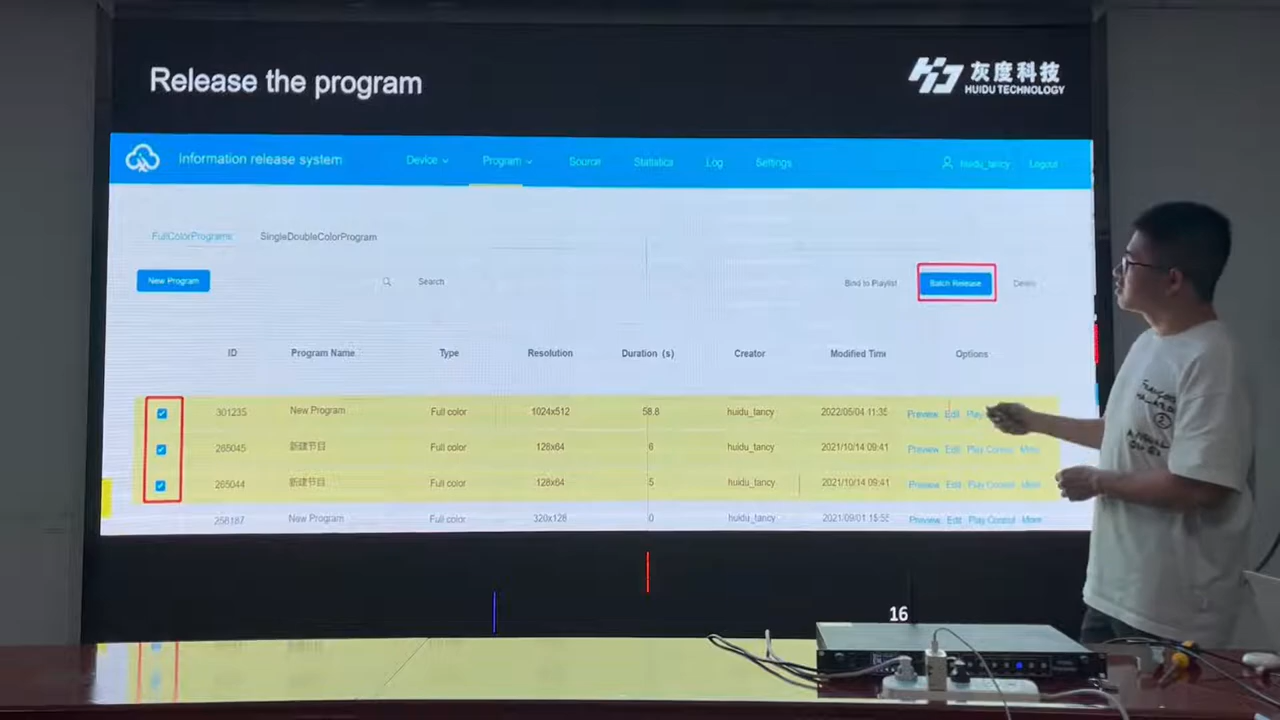 Release the program
灰度科技
HUIDU TECHNOLOGY
Information release system
Device
Program
Source
Statistics
Log
Settings
huidu_tancy
Logout
FullColorPrograms
SingleDoubleColorProgram
New Program
Search
Bind to Playlist
Batch Release
Delete
ID Program Name Type Resolution Duration (s) Creator Modified Time Options
301235 New Program Full color 1024x512 58.8 huidu_tancy 2022/05/04 11:35 Preview Edit Play
265045 新建节目 Full color 128x64 6 huidu_tancy 2021/10/14 09:41 Preview Edit Play Control More
265044 新建节目 Full color 128x64 5 huidu_tancy 2021/10/14 09:41 Preview Edit Play Control More
256187 New Program Full color 320x128 0 huidu_tancy 2021/09/01 15:55 Preview Edit Play Control More
16